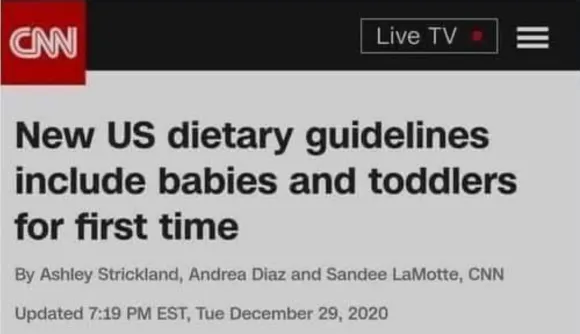 CNN
Live TV
New US dietary guidelines
include babies and toddlers
for first time
By Ashley Strickland, Andrea Diaz and Sandee LaMotte, CNN
Updated 7:19 PM EST, Tue December 29, 2020